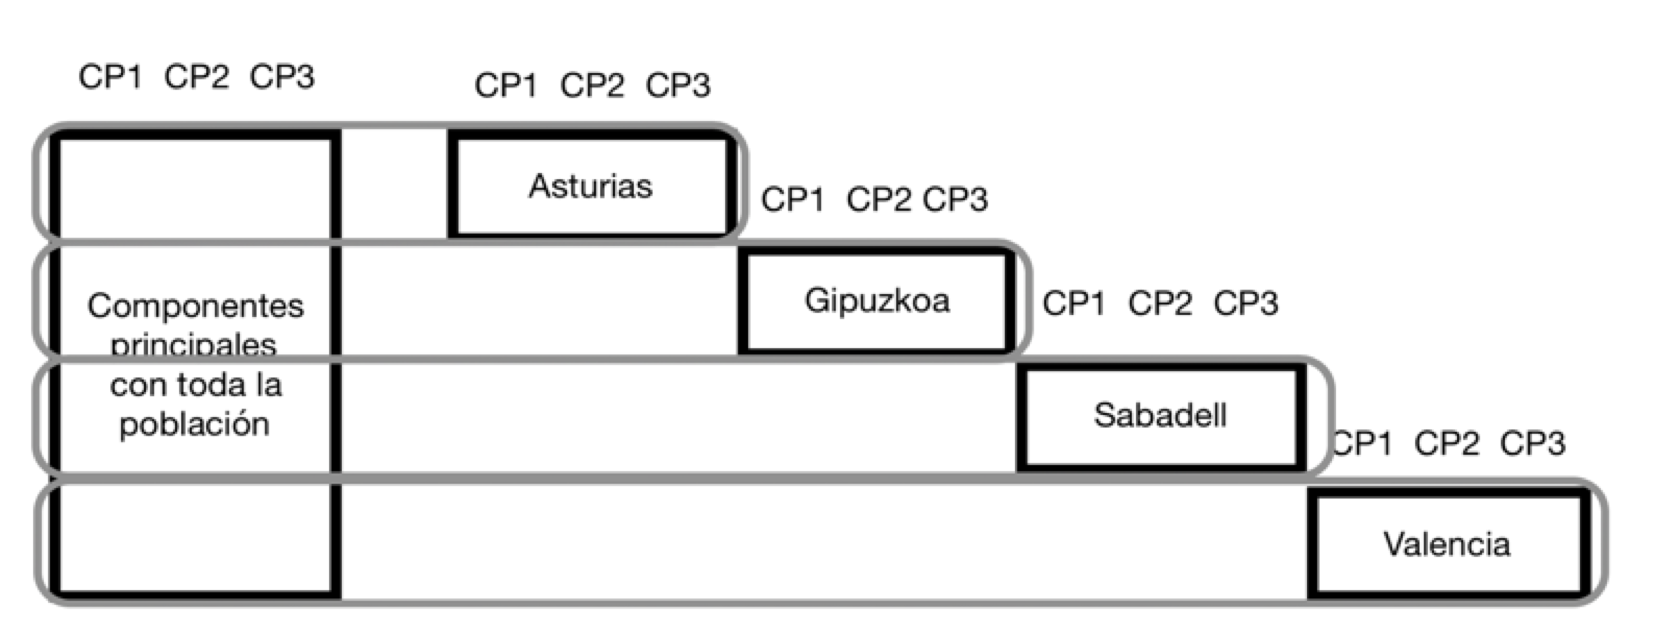 CP1 CP2 CP3
CP1 CP2 CP3
Asturias
CP1 CP2 CP3
Componentes
principales
con toda la
población
Gipuzkoa
CP1 CP2 CP3
Sabadell
CP1 CP2 CP3
Valencia